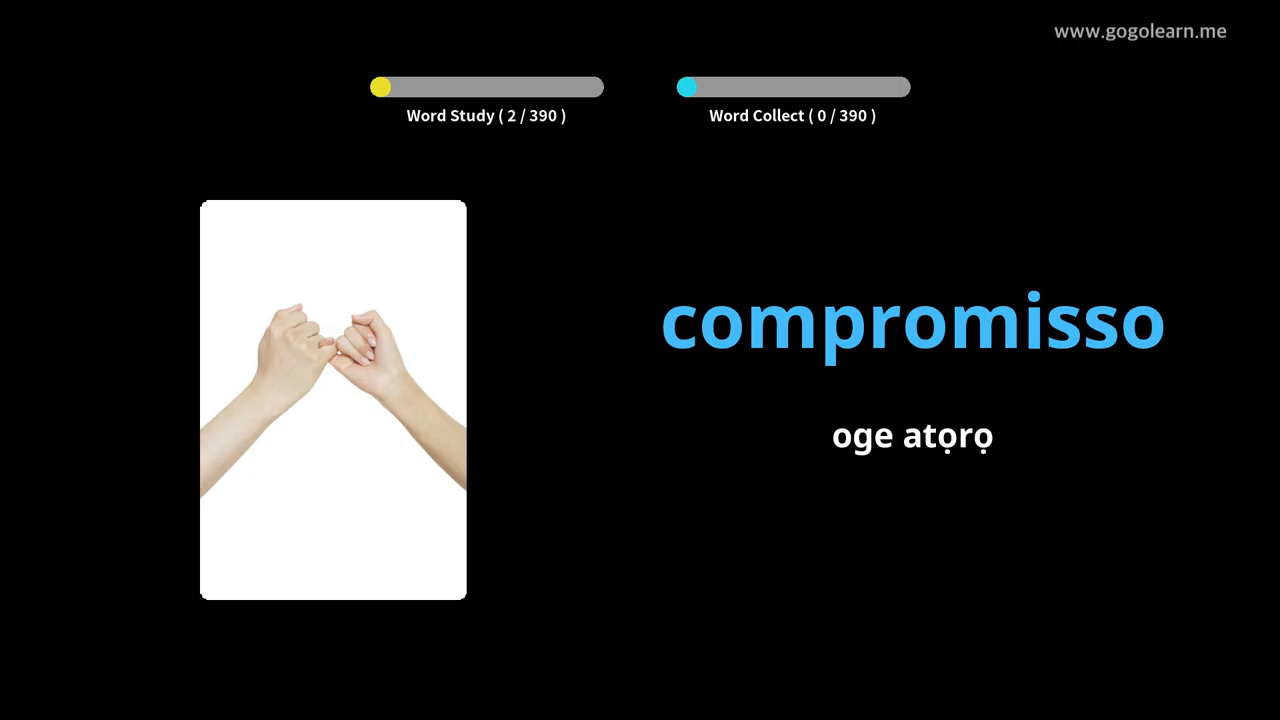 www.gogolearn.me
Word Study ( 2 / 390 )
Word Collect ( 0 / 390 )
compromisso
oge atọrọ